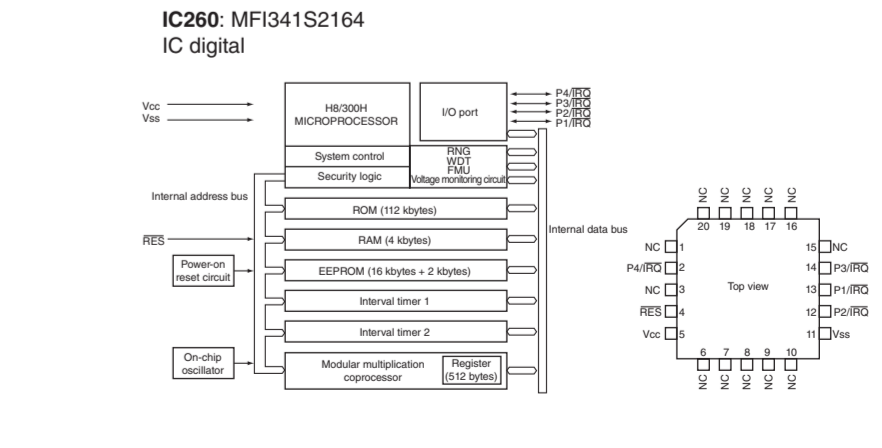 IC260: MFI341S2164
IC digital
Vcc
Vss
H8/300H
MICROPROCESSOR
I/O port
P4/IRQ
P3/IRQ
P2/IRQ
P1/IRQ
System control
Security logic
RNG
WDT
FMU
Voltage monitoring circuit
Internal address bus
ROM (112 kbytes)
Internal data bus
RES
RAM (4 kbytes)
Power-on
reset circuit
EEPROM (16 kbytes + 2 kbytes)
Interval timer 1
Interval timer 2
On-chip
oscillator
Modular multiplication
coprocessor
Register
(512 bytes)
NC NC NC NC NC
20 19 18 17 16
NC 1 15 NC
P4/IRQ 2 14 P3/IRQ
NC 3 Top view 13 P1/IRQ
RES 4 12 P2/IRQ
Vcc 5 11 Vss
6 7 8 9 10
NC NC NC NC NC